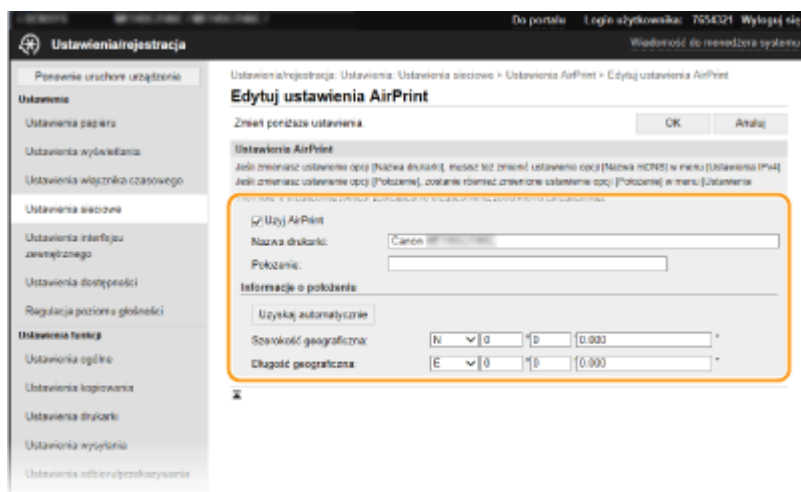 Do portalu Login użytkownika: 7654321 Wyloguj się
Ustawienia/rejestracja
Wiadomość do menedżera systemu
Ponownie uruchom urządzenie
Ustawienia
Ustawienia papieru
Ustawienia wyświetlania
Ustawienia włącznika czasowego
Ustawienia sieciowe
Ustawienia interfejsu
zewnętrznego
Ustawienia dostępności
Regulacja poziomu głośności
Ustawienia funkcji
Ustawienia ogólne
Ustawienia kopiowania
Ustawienia drukarki
Ustawienia wysyłania
Ustawienia odbioru/przekazywania
Ustawienia/rejestracja: Ustawienia: Ustawienia sieciowe > Ustawienia AirPrint > Edytuj ustawienia AirPrint
Edytuj ustawienia AirPrint
Zmień poniższe ustawienia.
OK Anuluj
Ustawienia AirPrint
Jeśli zmieniasz ustawienie opcji [Nazwa drukarki], musisz też zmienić ustawienie opcji [Nazwa mDNS] w menu [Ustawienia IPv4]
Jeśli zmieniasz ustawienie opcji [Położenie], zostanie również zmienione ustawienie opcji [Położenie] w menu [Ustawienia
Użyj AirPrint
Nazwa drukarki: Canon
Położenie:
Informacje o położeniu
Uzyskaj automatycznie
Szerokość geograficzna: N 0 ° 0 ' 0.000 "
Długość geograficzna: E 0 ° 0 ' 0.000 "